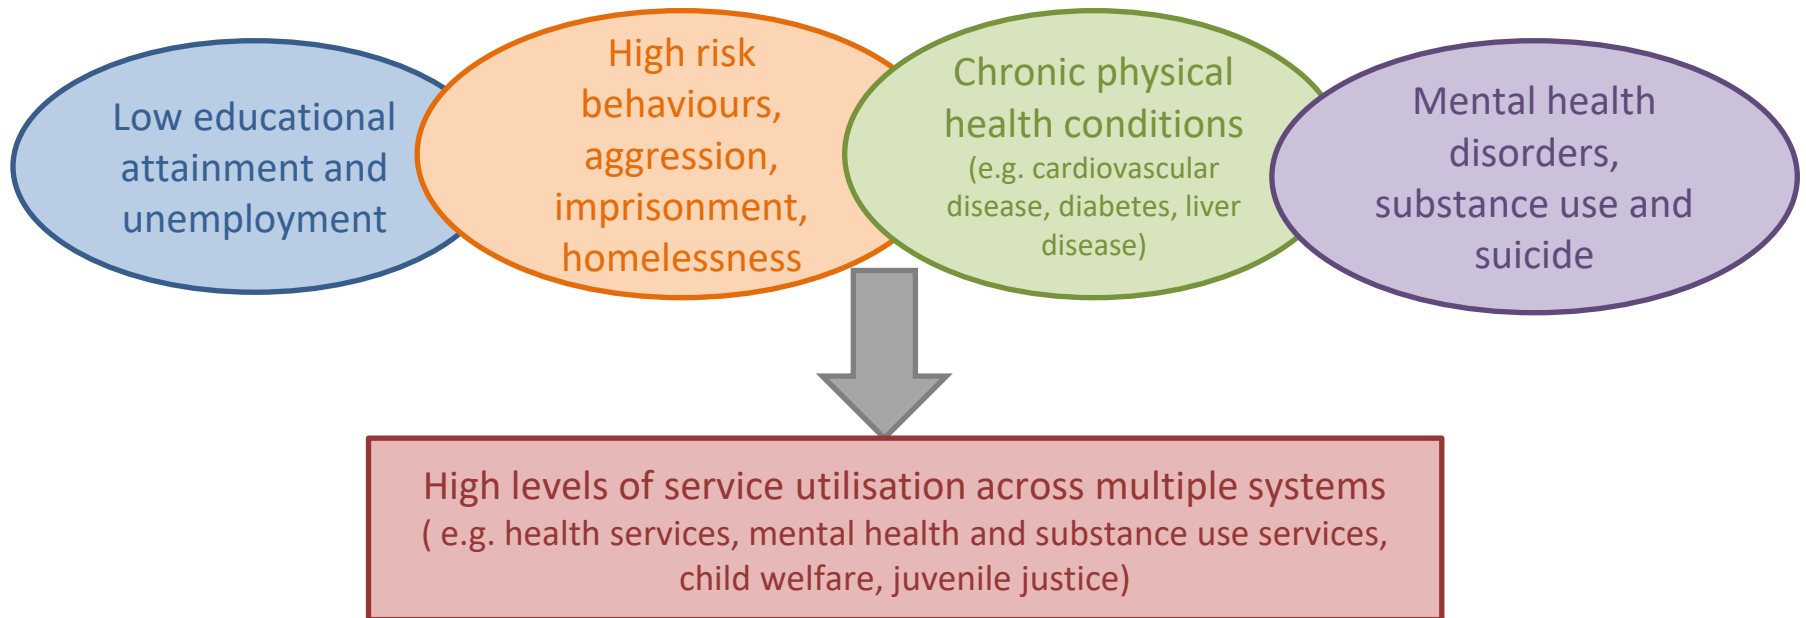 Low educational
attainment and
unemployment
High risk
behaviours,
aggression,
imprisonment,
homelessness
Chronic physical
health conditions
(e.g. cardiovascular
disease, diabetes, liver
disease)
Mental health
disorders,
substance use and
suicide
High levels of service utilisation across multiple systems
( e.g. health services, mental health and substance use services,
child welfare, juvenile justice)